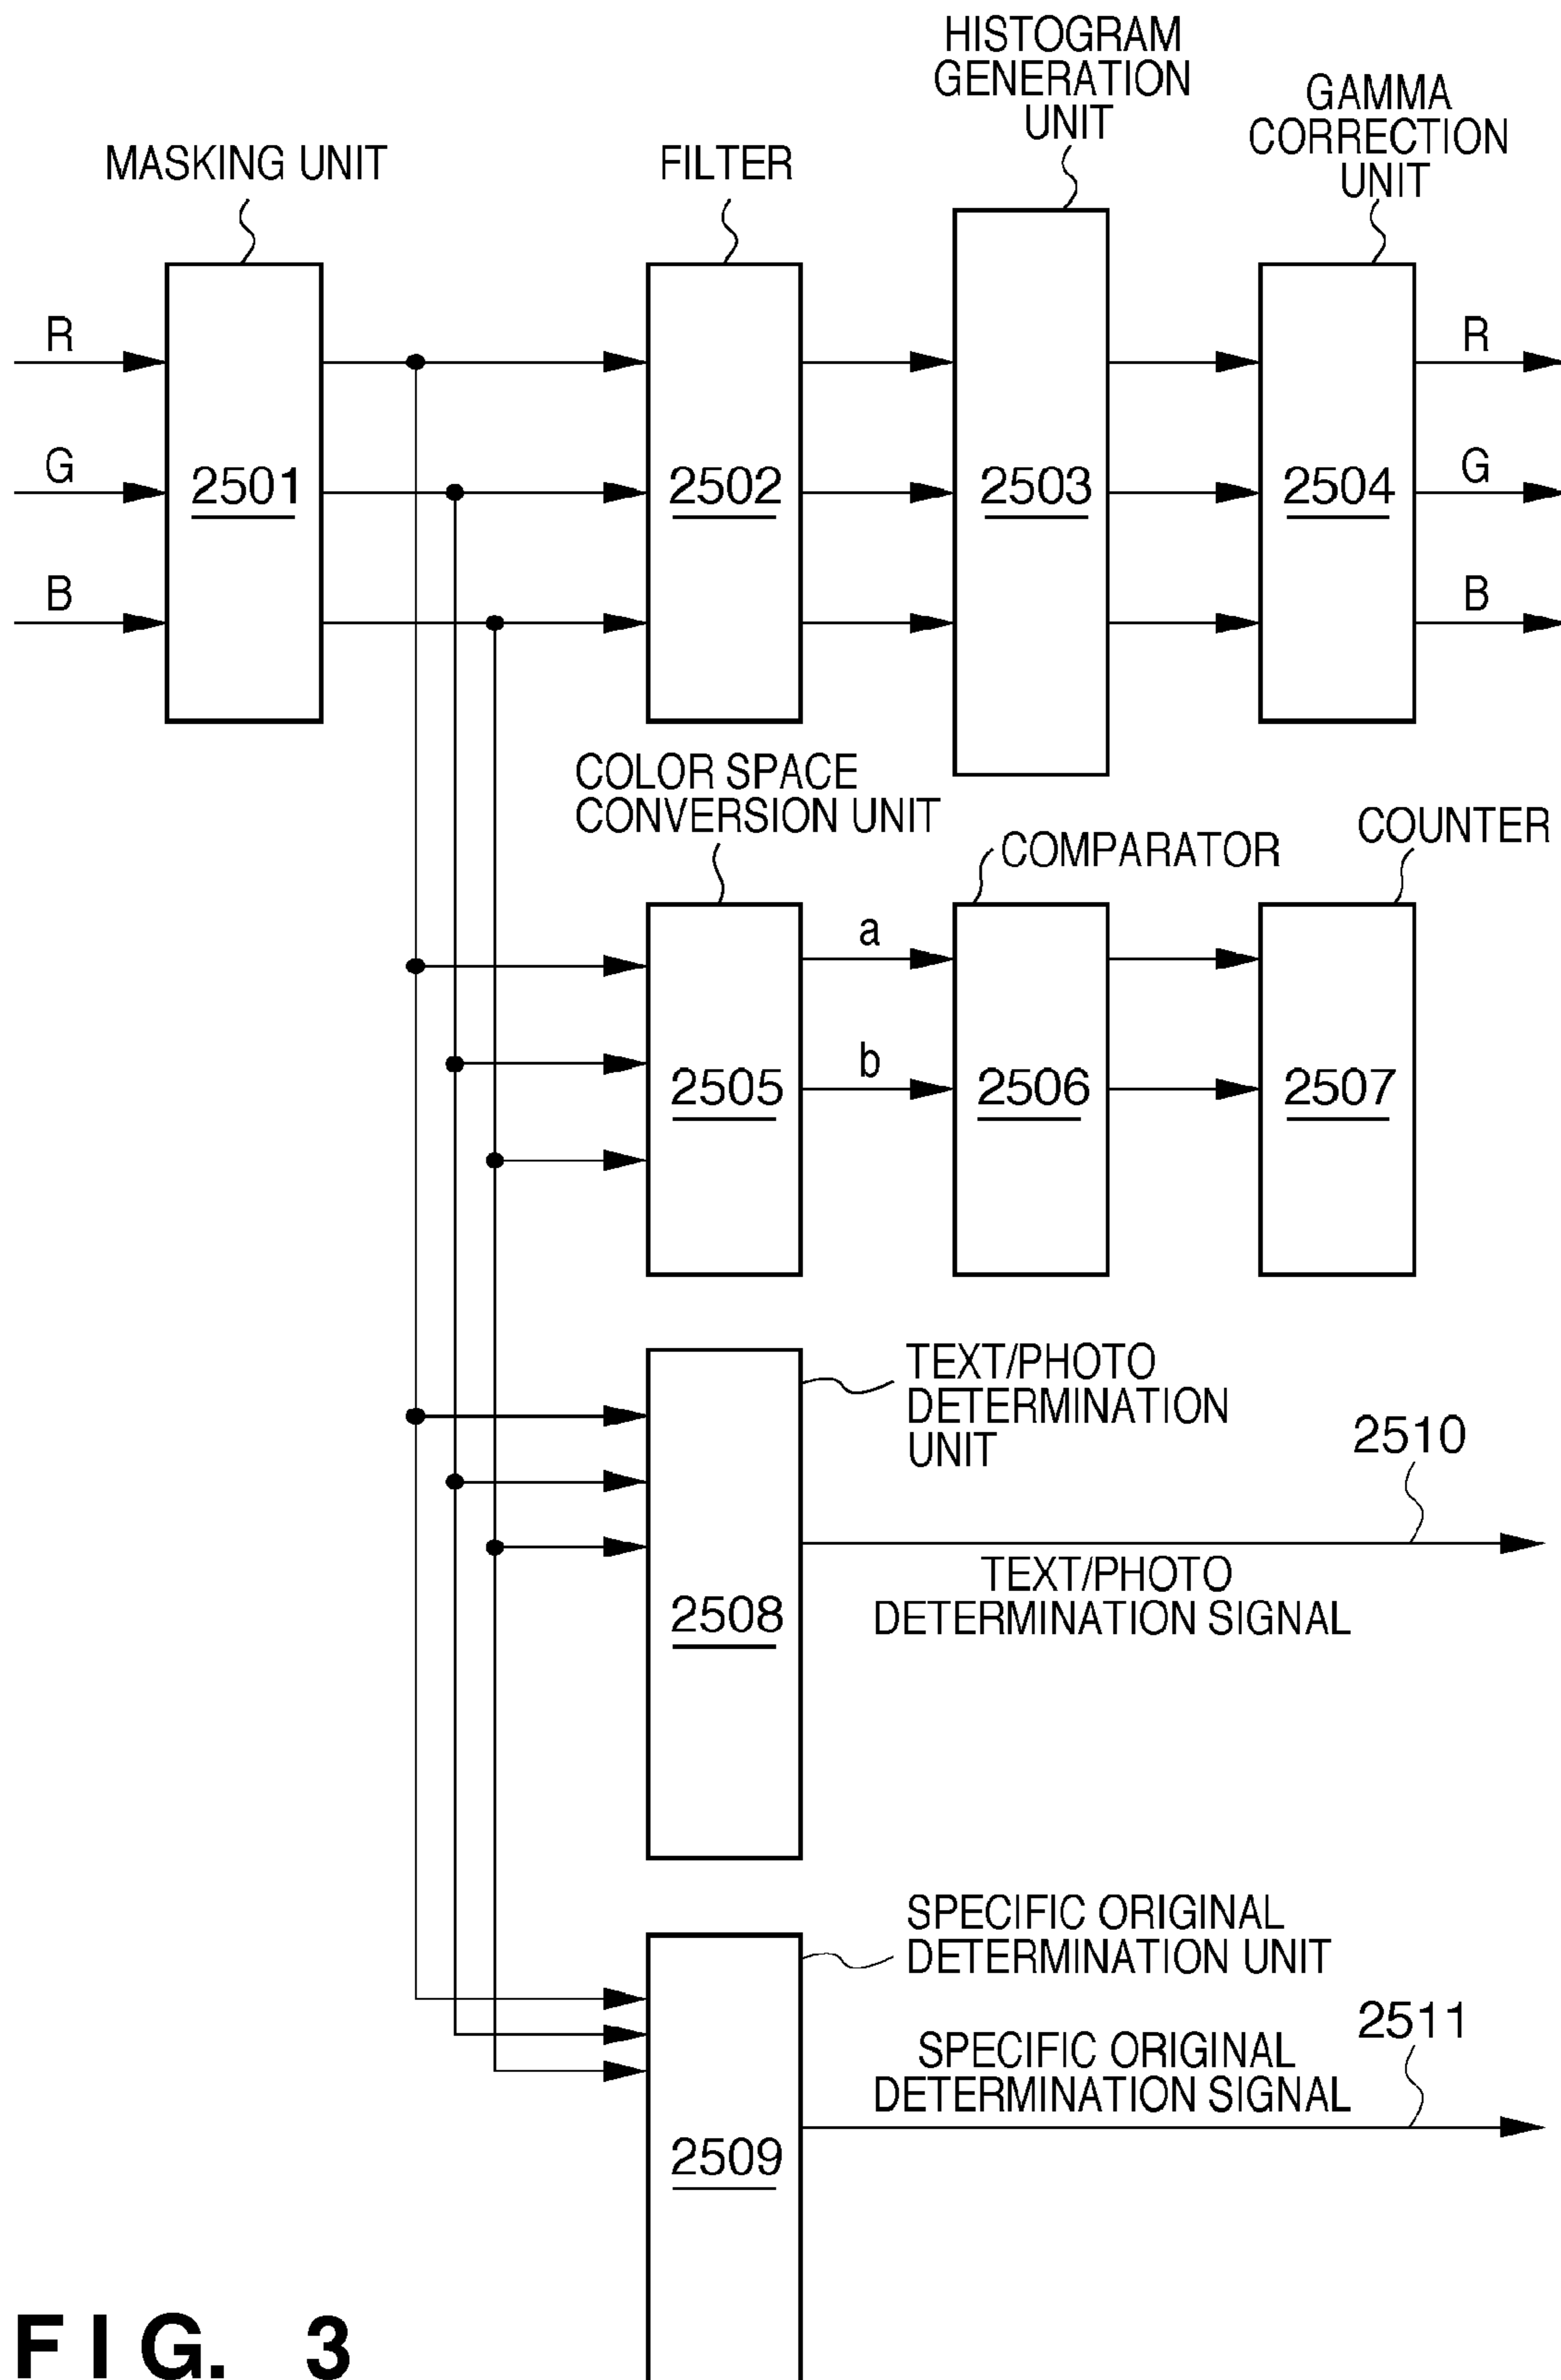 HISTOGRAM
GENERATION
UNIT
GAMMA
CORRECTION
UNIT
MASKING UNIT
FILTER
R
R
G
2501
2502
2503
2504
G
B
B
COLOR SPACE
CONVERSION UNIT
COMPARATOR
COUNTER
a
b
2505
2506
2507
TEXT/PHOTO
DETERMINATION
UNIT
2510
TEXT/PHOTO
DETERMINATION SIGNAL
2508
SPECIFIC ORIGINAL
DETERMINATION UNIT
2511
SPECIFIC ORIGINAL
DETERMINATION SIGNAL
2509
FIG. 3